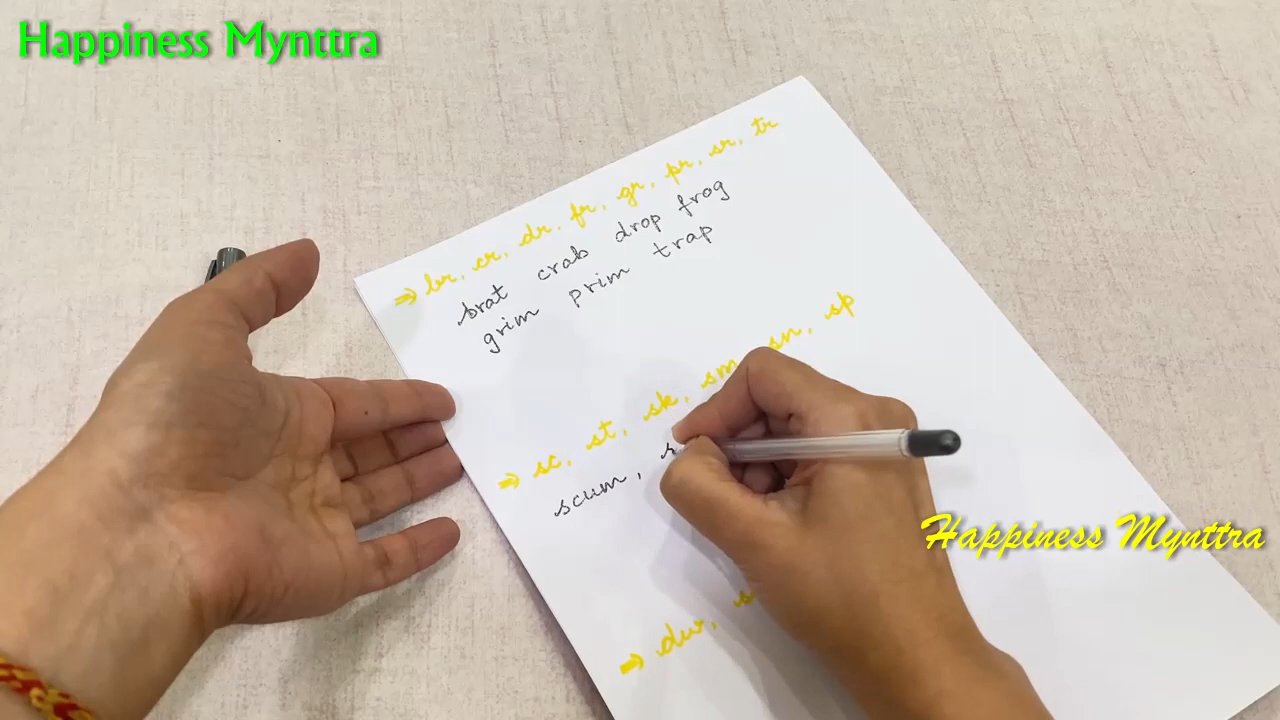 Happiness Mynttra
⇒ br, cr, dr, fr, gr, pr, sr, tr
brat crab drop frog
grim prim trap
⇒ sc, st, sk, sm, sn, sp
scum, s
Happiness Mynttra
⇒ dw, s